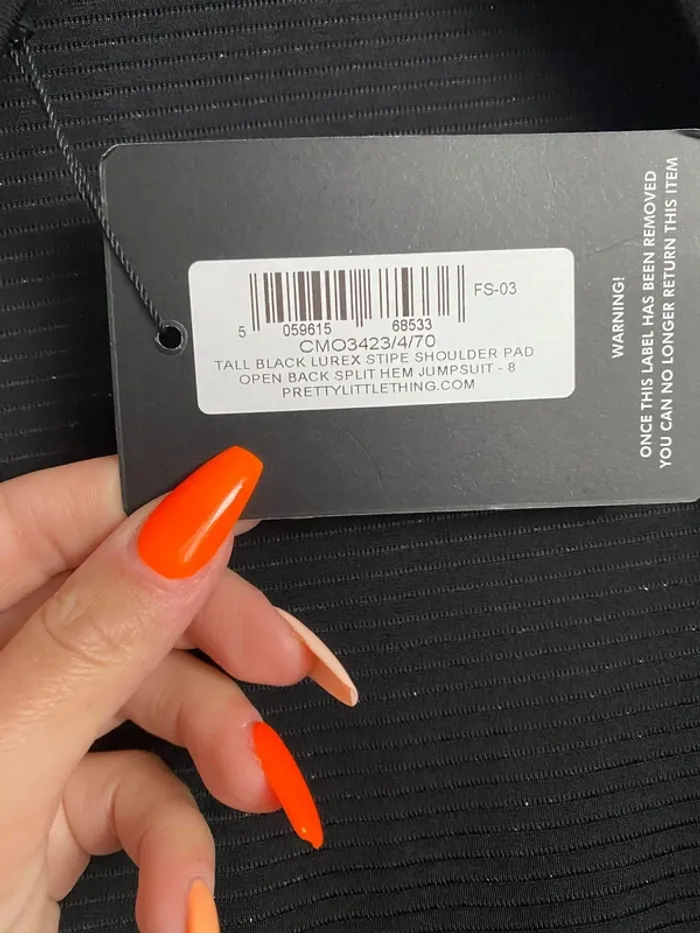 FS-03
5 059615 68533
CMO3423/4/70
TALL BLACK LUREX STIPE SHOULDER PAD
OPEN BACK SPLIT HEM JUMPSUIT - 8
PRETTYLITTLETHING.COM
WARNING!
ONCE THIS LABEL HAS BEEN REMOVED
YOU CAN NO LONGER RETURN THIS ITEM